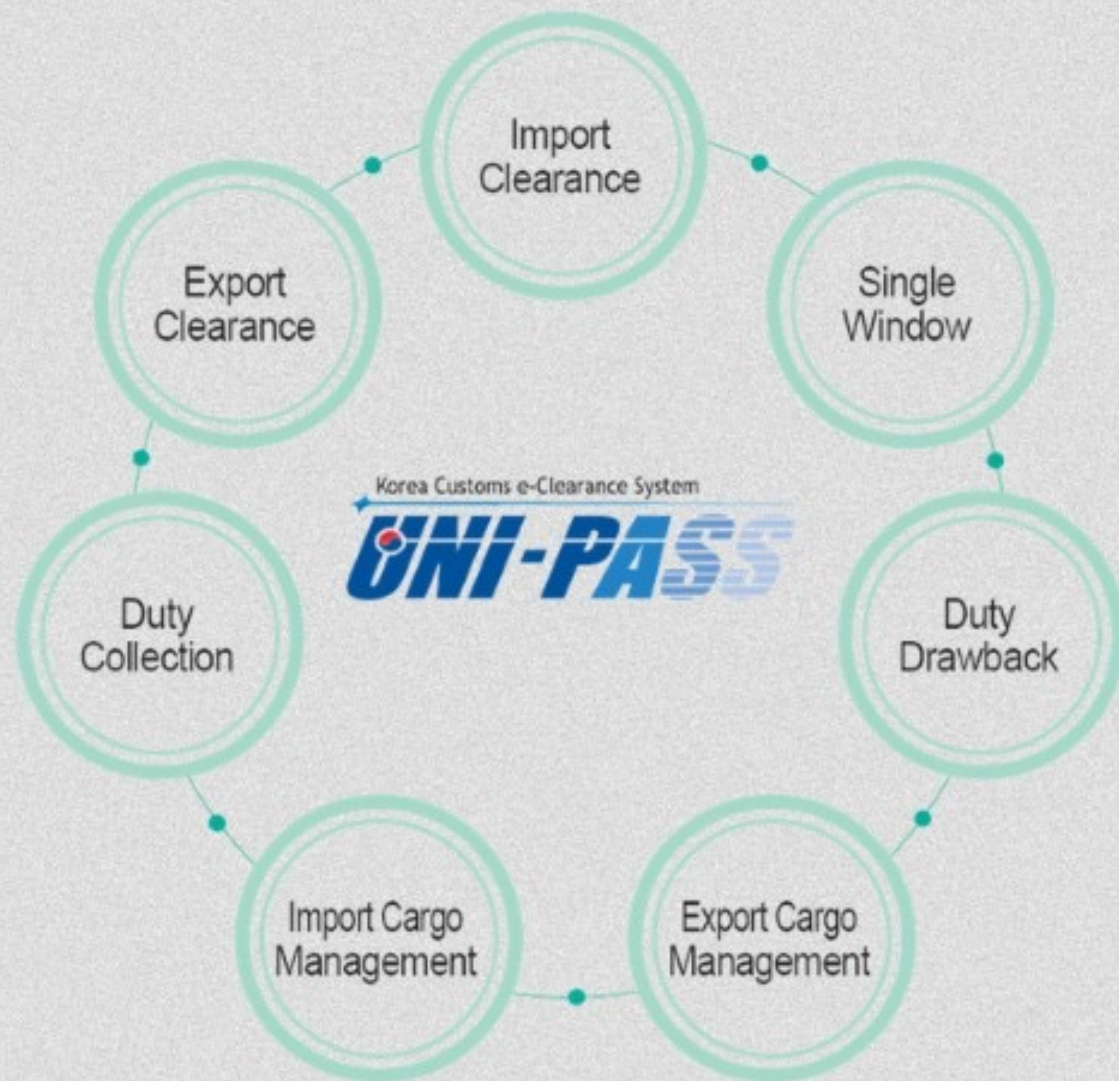 Import
Clearance
Export
Clearance
Single
Window
Korea Customs e-Clearance System
UNI-PASS
Duty
Collection
Duty
Drawback
Import Cargo
Management
Export Cargo
Management